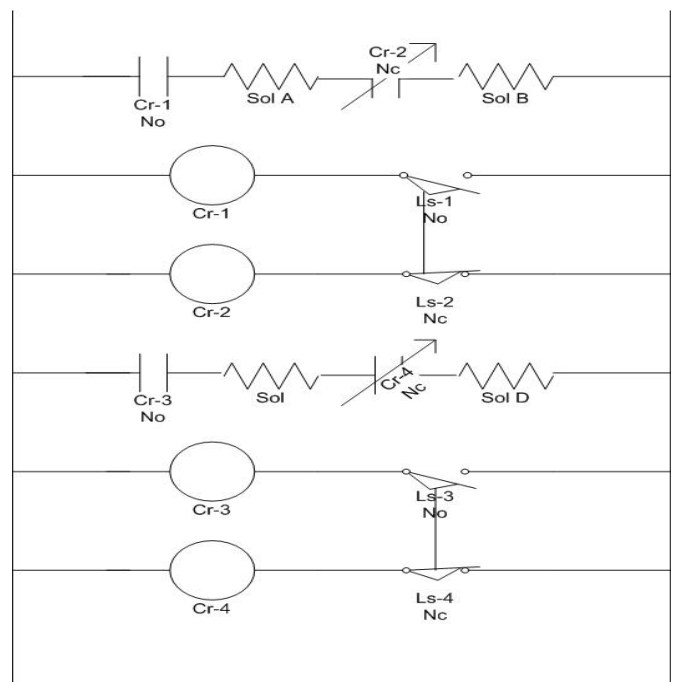 Cr-2
Nc
Cr-1
No
Sol A
Sol B
Cr-1
Ls-1
No
Cr-2
Ls-2
Nc
Cr-3
No
Sol
Cr-4
Nc
Sol D
Cr-3
Ls-3
No
Cr-4
Ls-4
Nc